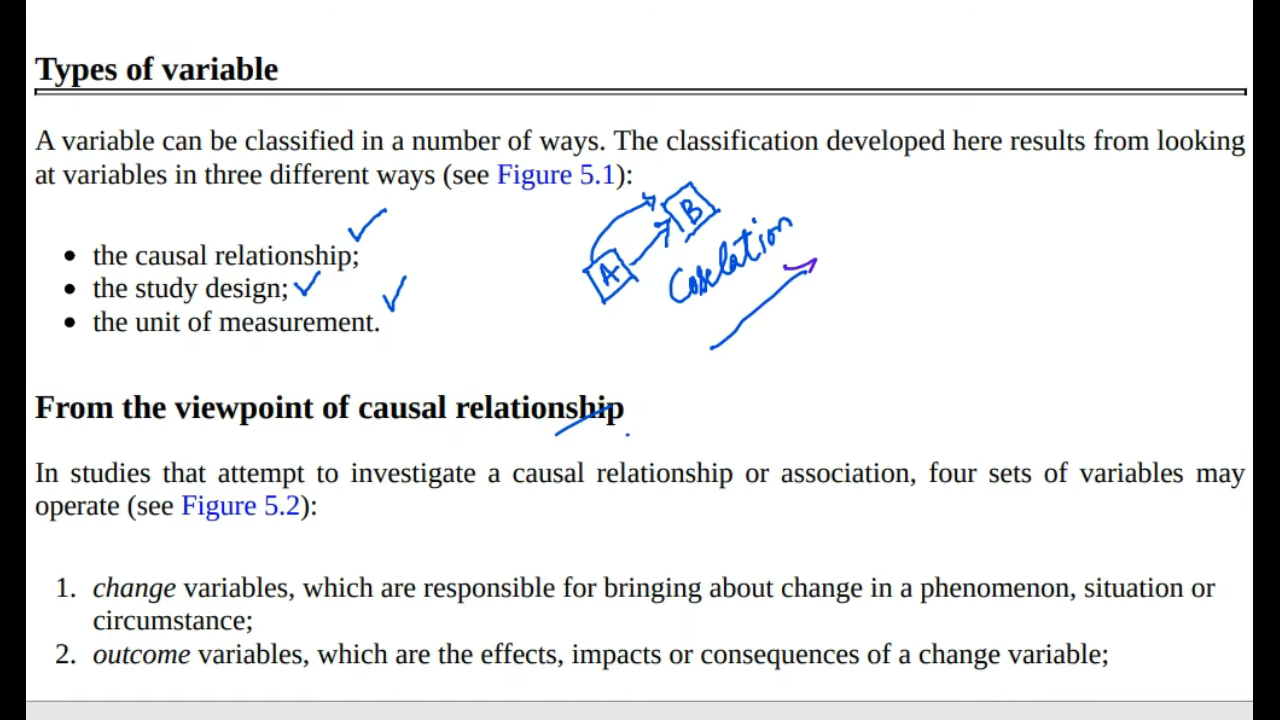 Types of variable
A variable can be classified in a number of ways. The classification developed here results from looking
at variables in three different ways (see Figure 5.1):
B
A
Corelation
• the causal relationship;
• the study design;
• the unit of measurement.
From the viewpoint of causal relationship
In studies that attempt to investigate a causal relationship or association, four sets of variables may
operate (see Figure 5.2):
1. change variables, which are responsible for bringing about change in a phenomenon, situation or
circumstance;
2. outcome variables, which are the effects, impacts or consequences of a change variable;